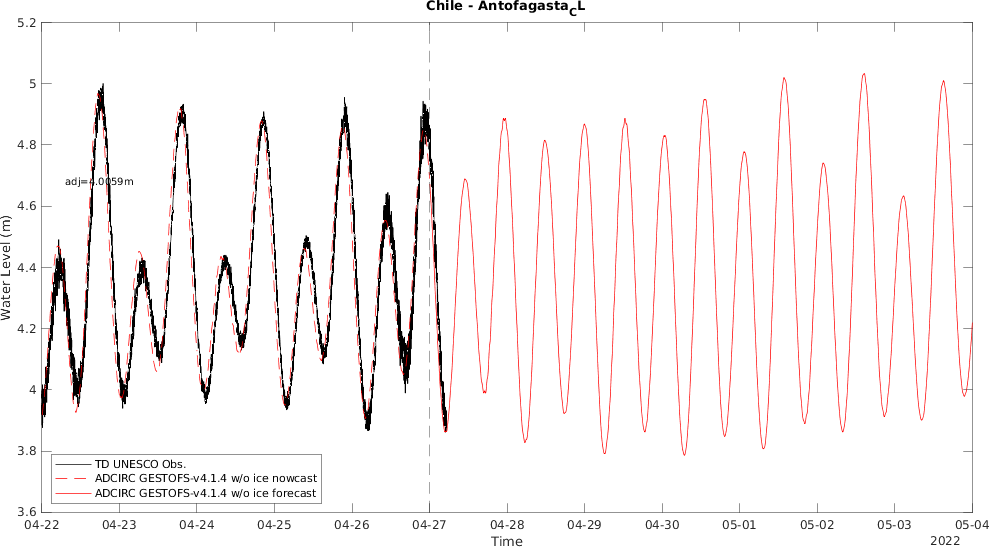 Chile - Antofagasta_CL
5.2
5
4.8
4.6
4.4
4.2
4
3.8
3.6
Water Level (m)
adj=4.0059m
TD UNESCO Obs.
ADCIRC GESTOFS-v4.1.4 w/o ice nowcast
ADCIRC GESTOFS-v4.1.4 w/o ice forecast
04-22 04-23 04-24 04-25 04-26 04-27 04-28 04-29 04-30 05-01 05-02 05-03 05-04
Time
2022